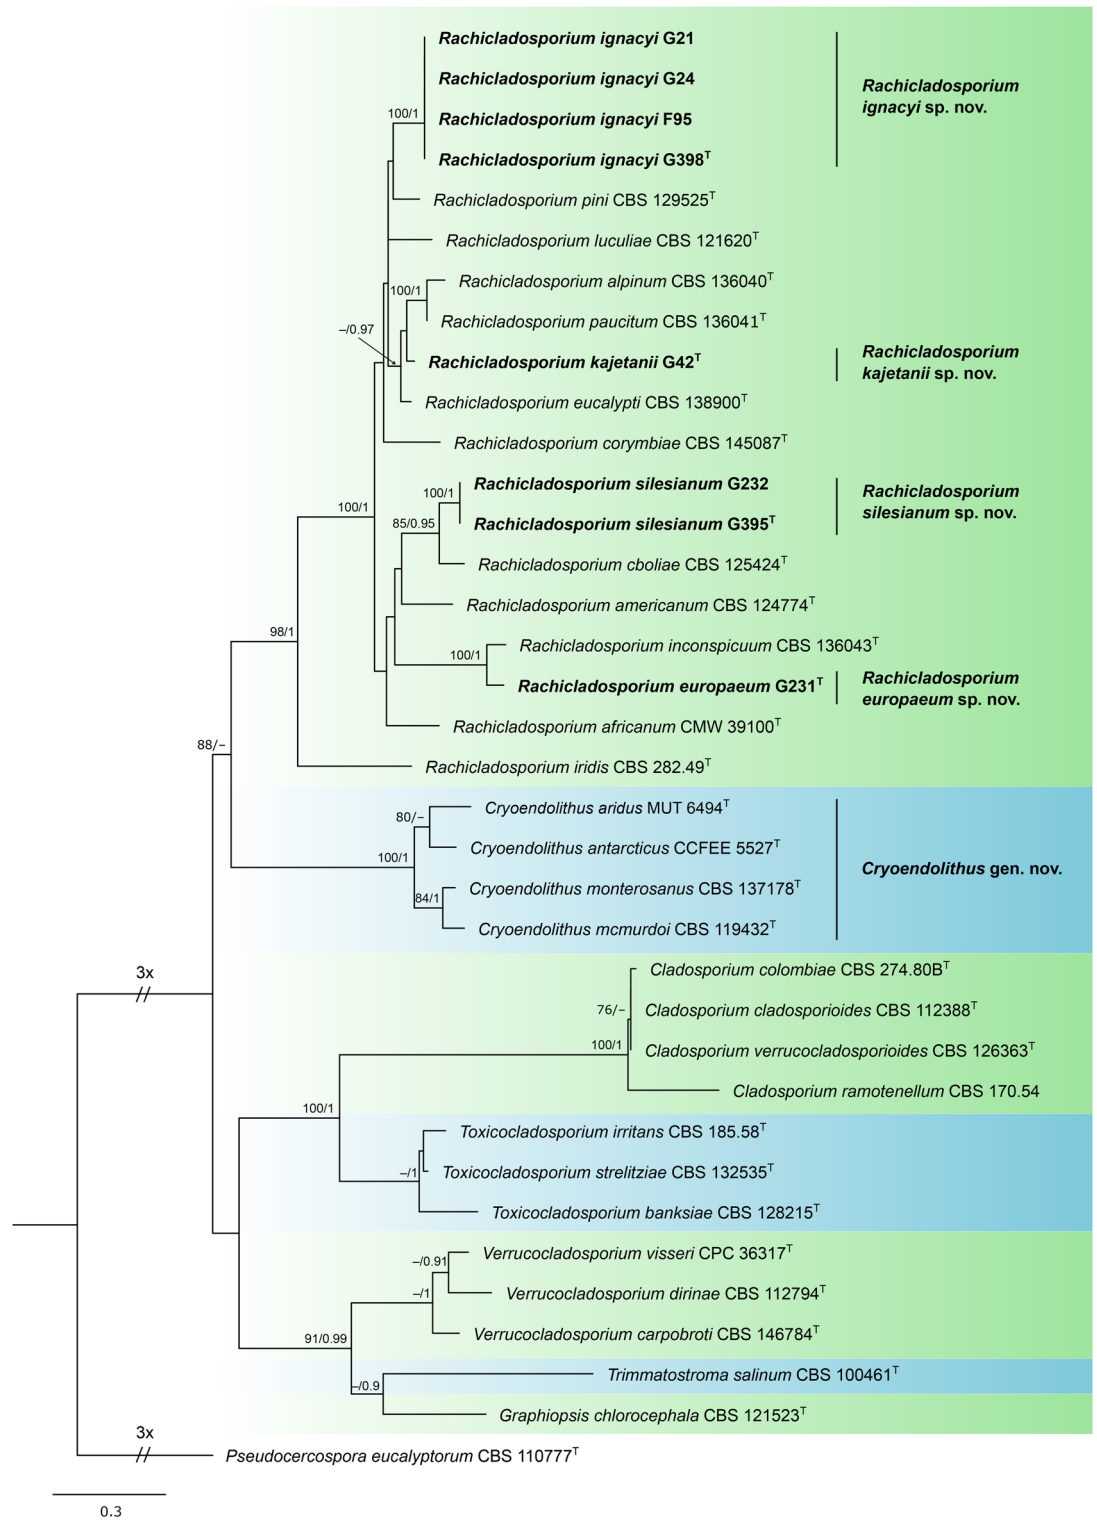 Rachicladosporium ignacyi G21
Rachicladosporium ignacyi G24
Rachicladosporium ignacyi F95
Rachicladosporium ignacyi G398T
Rachicladosporium
ignacyi sp. nov.
100/1
Rachicladosporium pini CBS 129525T
Rachicladosporium luculiae CBS 121620T
Rachicladosporium alpinum CBS 136040T
100/1
Rachicladosporium paucitum CBS 136041T
–/0.97
Rachicladosporium kajetanii G42T
Rachicladosporium
kajetanii sp. nov.
Rachicladosporium eucalypti CBS 138900T
Rachicladosporium corymbiae CBS 145087T
Rachicladosporium silesianum G232
100/1
Rachicladosporium silesianum G395T
Rachicladosporium
silesianum sp. nov.
100/1
85/0.95
Rachicladosporium cboliae CBS 125424T
Rachicladosporium americanum CBS 124774T
98/1
Rachicladosporium inconspicuum CBS 136043T
100/1
Rachicladosporium europaeum G231T
Rachicladosporium
europaeum sp. nov.
Rachicladosporium africanum CMW 39100T
88/–
Rachicladosporium iridis CBS 282.49T
Cryoendolithus aridus MUT 6494T
80/–
Cryoendolithus antarcticus CCFEE 5527T
100/1
Cryoendolithus gen. nov.
Cryoendolithus monterosanus CBS 137178T
84/1
Cryoendolithus mcmurdoi CBS 119432T
3x
Cladosporium colombiae CBS 274.80BT
76/–
Cladosporium cladosporioides CBS 112388T
100/1
Cladosporium verrucocladosporioides CBS 126363T
Cladosporium ramotenellum CBS 170.54
100/1
Toxicocladosporium irritans CBS 185.58T
–/1
Toxicocladosporium strelitziae CBS 132535T
Toxicocladosporium banksiae CBS 128215T
Verrucocladosporium visseri CPC 36317T
–/0.91
Verrucocladosporium dirinae CBS 112794T
–/1
Verrucocladosporium carpobroti CBS 146784T
91/0.99
Trimmatostroma salinum CBS 100461T
–/0.9
Graphiopsis chlorocephala CBS 121523T
3x
Pseudocercospora eucalyptorum CBS 110777T
0.3